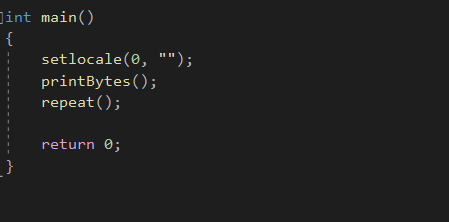 int main()
{
setlocale(0, "");
printBytes();
repeat();
return 0;
}